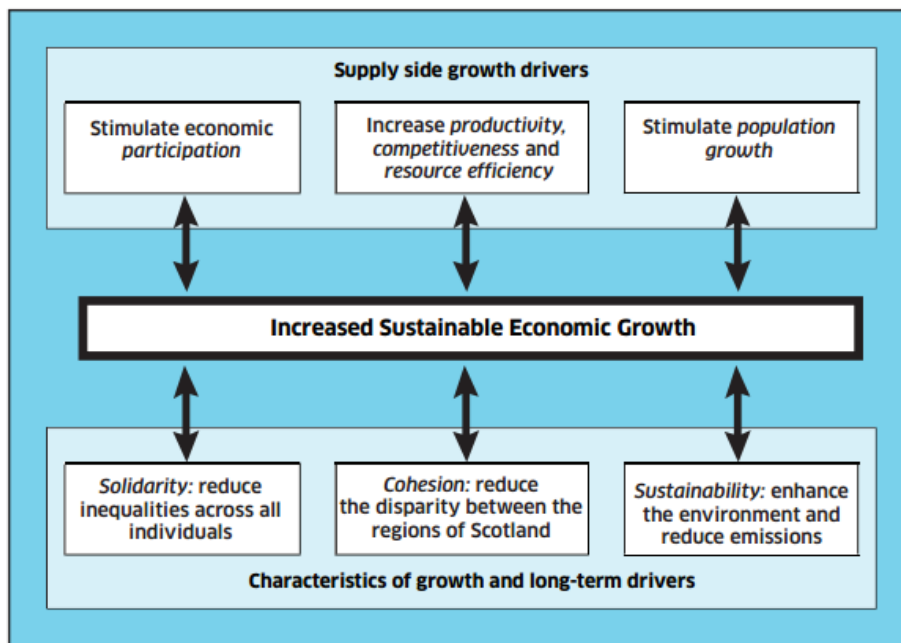 Supply side growth drivers
Stimulate economic
participation
Increase productivity,
competitiveness and
resource efficiency
Stimulate population
growth
Increased Sustainable Economic Growth
Solidarity: reduce
inequalities across all
individuals
Cohesion: reduce
the disparity between the
regions of Scotland
Sustainability: enhance
the environment and
reduce emissions
Characteristics of growth and long-term drivers